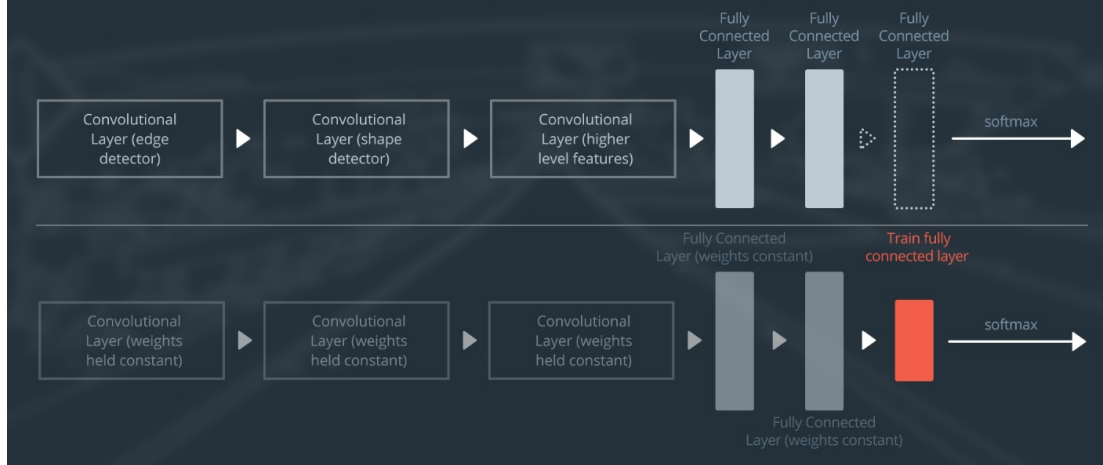 Fully
Connected
Layer
Fully
Connected
Layer
Fully
Connected
Layer
Convolutional
Layer (edge
detector)
Convolutional
Layer (shape
detector)
Convolutional
Layer (higher
level features)
softmax
Fully Connected
Layer (weights constant)
Train fully
connected layer
Convolutional
Layer (weights
held constant)
Convolutional
Layer (weights
held constant)
Convolutional
Layer (weights
held constant)
softmax
Fully Connected
Layer (weights constant)